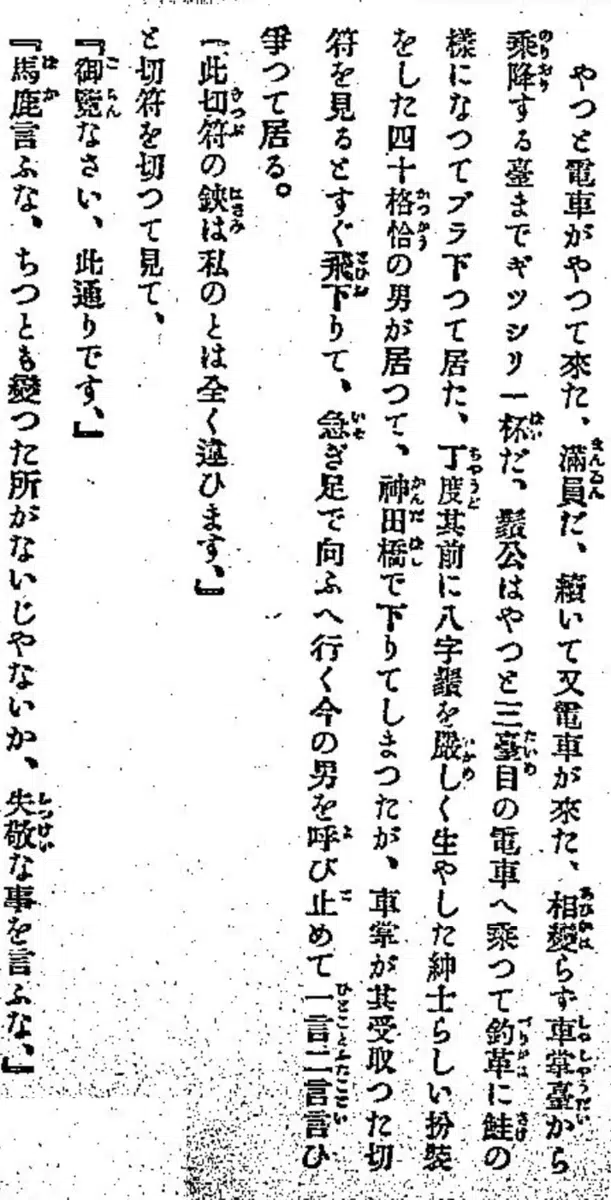 やつと電車がやつて來た、滿員だ、續いて又電車が來た、相變らず車掌臺から
乘降する臺までギツシリ一杯だ、鬚公はやつと三臺目の電車へ乘つて釣革に鮭の
樣になつてブラ下つて居た、丁度其前に八字鬚を嚴しく生やした紳士らしい扮裝
をした四十格恰の男が居つて、神田橋で下りてしまつたが、車掌が其受取つた切
符を見るとすぐ飛下りて、急ぎ足で向ふへ行く今の男を呼び止めて一言二言言ひ
爭つて居る。
『此切符の鋏は私のとは全く違ひます、』
と切符を切つて見て、
『御覽なさい、此通りです、』
『馬鹿言ふな、ちつとも變つた所がないじやないか、失敬な事を言ふな、』